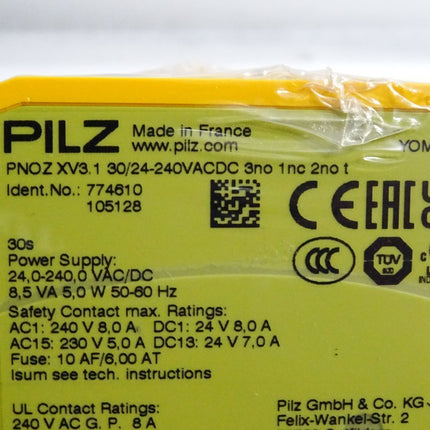 PILZ Made in France
www.pilz.com
PNOZ XV3.1 30/24-240VACDC 3no 1nc 2no t
Ident.No.: 774610
105128
CE EAC
CCC TÜV
30s
Power Supply:
24,0-240,0 VAC/DC
8,5 VA 5,0 W 50-60 Hz
Safety Contact max. Ratings:
AC1: 240 V 8,0 A DC1: 24 V 8,0 A
AC15: 230 V 5,0 A DC13: 24 V 7,0 A
Fuse: 10 AF/6,00 AT
Isum see tech. instructions
UL Contact Ratings:
240 V AC G. P. 8 A
Pilz GmbH & Co. KG
Felix-Wankel-Str. 2